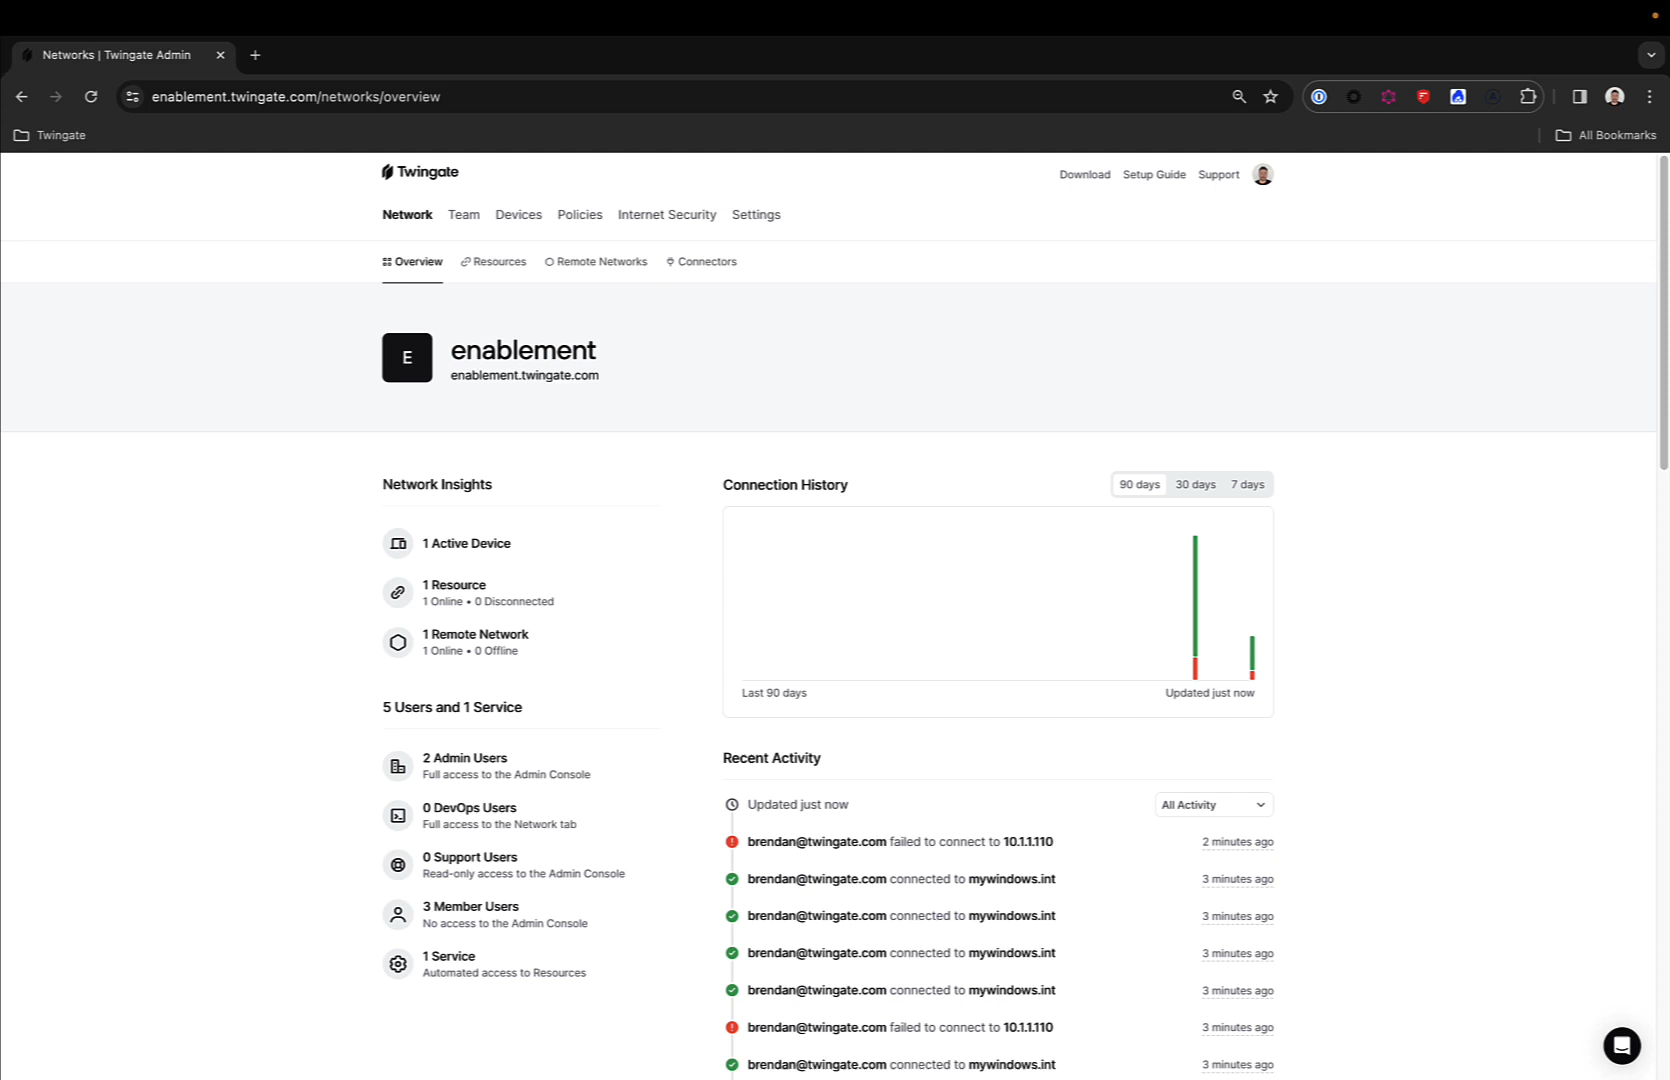 Networks | Twingate Admin
enablement.twingate.com/networks/overview
Twingate
All Bookmarks
Twingate
Download Setup Guide Support
Network Team Devices Policies Internet Security Settings
Overview Resources Remote Networks Connectors
E
enablement
enablement.twingate.com
Network Insights
1 Active Device
1 Resource
1 Online • 0 Disconnected
1 Remote Network
1 Online • 0 Offline
5 Users and 1 Service
2 Admin Users
Full access to the Admin Console
0 DevOps Users
Full access to the Network tab
0 Support Users
Read-only access to the Admin Console
3 Member Users
No access to the Admin Console
1 Service
Automated access to Resources
Connection History
90 days 30 days 7 days
Last 90 days Updated just now
Recent Activity
Updated just now All Activity
brendan@twingate.com failed to connect to 10.1.1.110 2 minutes ago
brendan@twingate.com connected to mywindows.int 3 minutes ago
brendan@twingate.com connected to mywindows.int 3 minutes ago
brendan@twingate.com connected to mywindows.int 3 minutes ago
brendan@twingate.com connected to mywindows.int 3 minutes ago
brendan@twingate.com failed to connect to 10.1.1.110 3 minutes ago
brendan@twingate.com connected to mywindows.int 3 minutes ago